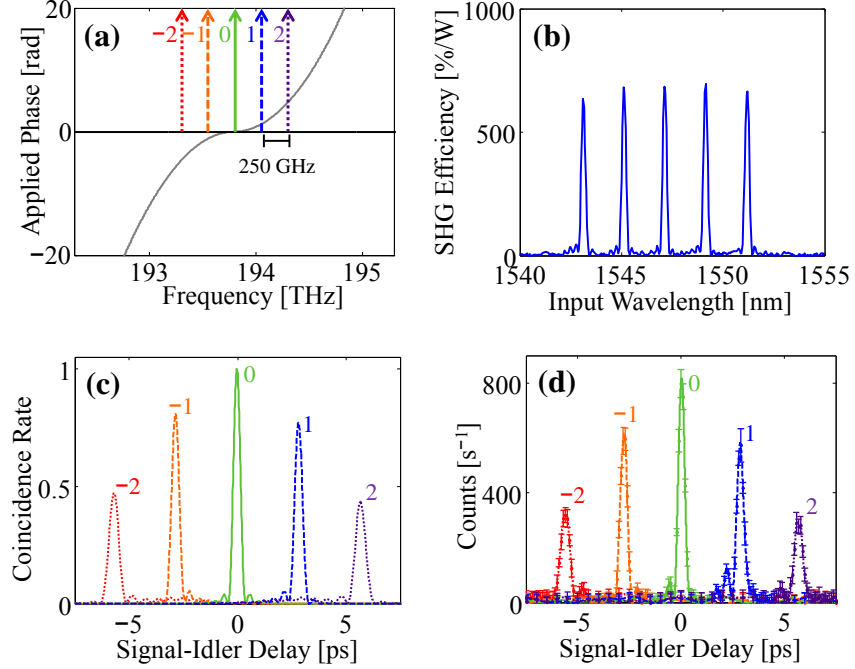 (a)
−2 −1 0 1 2
250 GHz
20
0
−20
Applied Phase [rad]
193 194 195
Frequency [THz]
(b)
1000
500
0
SHG Efficiency [%/W]
1540 1545 1550 1555
Input Wavelength [nm]
(c)
−2 −1 0 1 2
1
0.5
0
Coincidence Rate
−5 0 5
Signal-Idler Delay [ps]
(d)
−2 −1 0 1 2
800
400
0
Counts [s⁻¹]
−5 0 5
Signal-Idler Delay [ps]